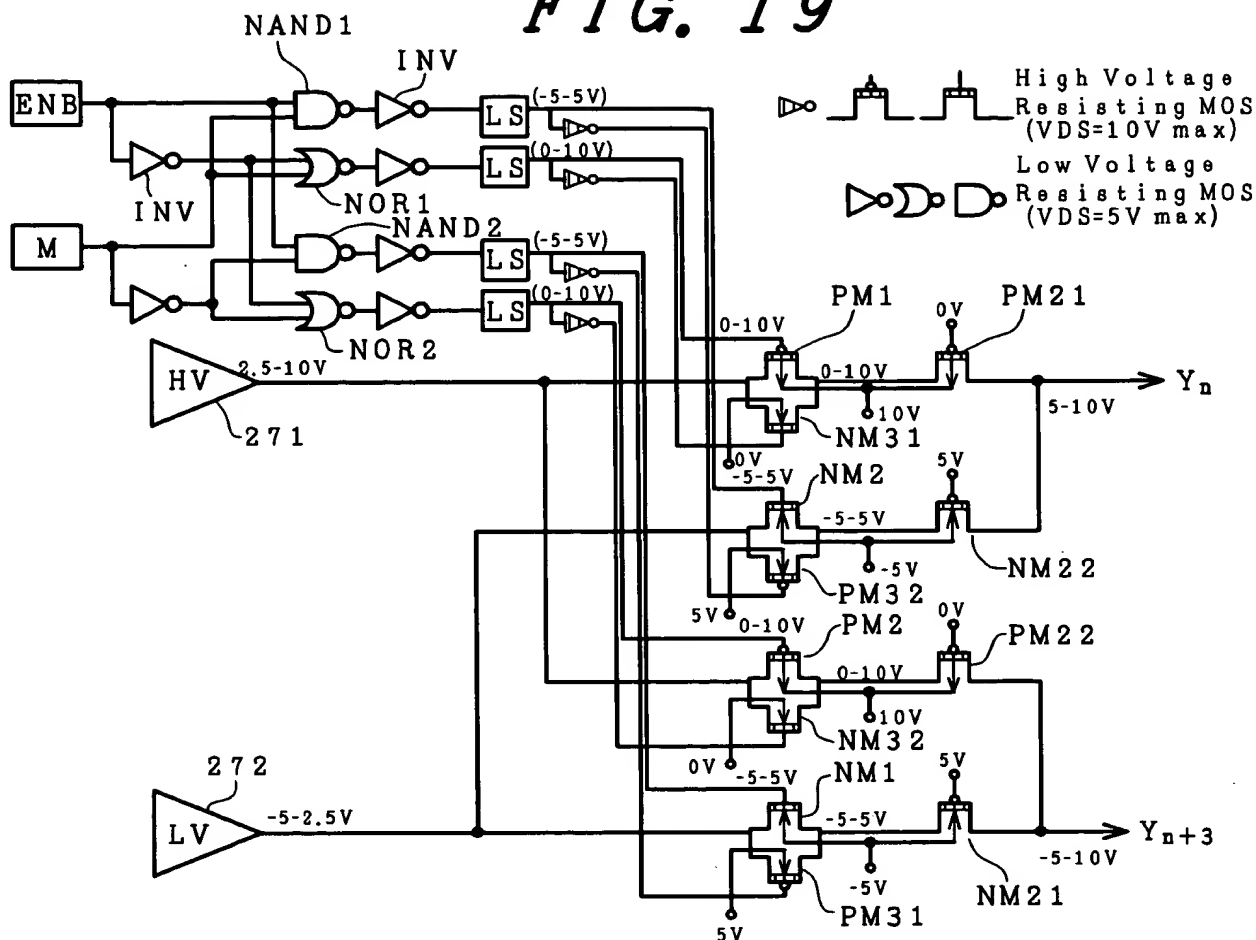 FIG. 19
NAND1
INV
ENB
LS
(-5-5V)
High Voltage
Resisting MOS
(VDS=10V max)
LS
(0-10V)
Low Voltage
Resisting MOS
(VDS=5V max)
INV
NOR1
NAND2
M
LS
(-5-5V)
LS
(0-10V)
NOR2
PM1
PM21
0-10V
0V
HV
2.5-10V
0-10V
Yn
271
10V
5-10V
NM31
0V
NM2
-5-5V
5V
-5-5V
-5V
NM22
PM32
5V
0-10V
PM2
0V
PM22
0-10V
10V
NM32
0V
NM1
-5-5V
5V
272
LV
-5-2.5V
-5-5V
Yn+3
-5-10V
-5V
NM21
PM31
5V